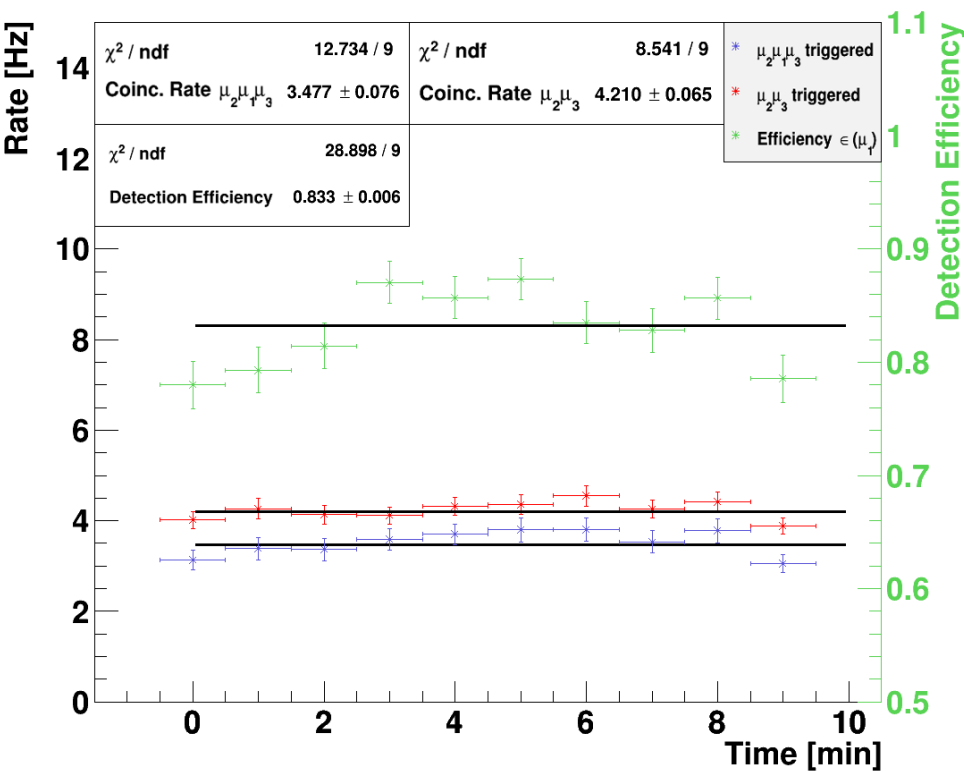 χ² / ndf 12.734 / 9
Coinc. Rate μ₂μ₁μ₃ 3.477 ± 0.076
χ² / ndf 8.541 / 9
Coinc. Rate μ₂μ₃ 4.210 ± 0.065
χ² / ndf 28.898 / 9
Detection Efficiency 0.833 ± 0.006
μ₂μ₁μ₃ triggered
μ₂μ₃ triggered
Efficiency ∈(μ₁)
Rate [Hz]
14
12
10
8
6
4
2
0
0 2 4 6 8 10
Time [min]
1.1
1
0.9
0.8
0.7
0.6
0.5
Detection Efficiency